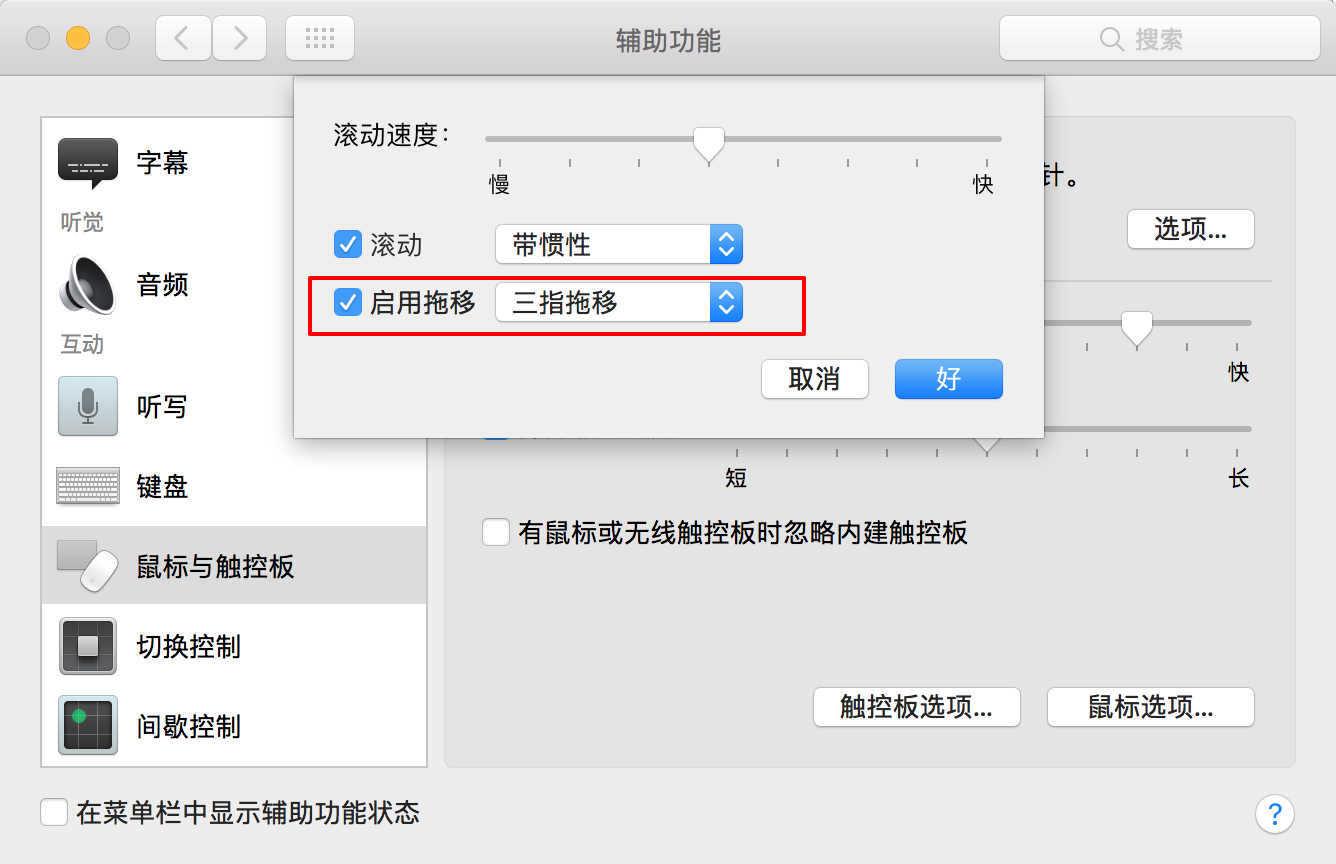 辅助功能
搜索
字幕
听觉
音频
互动
听写
键盘
鼠标与触控板
切换控制
间歇控制
滚动速度：
慢
快
滚动
带惯性
启用拖移
三指拖移
取消
好
针。
选项...
快
短
长
有鼠标或无线触控板时忽略内建触控板
触控板选项...
鼠标选项...
在菜单栏中显示辅助功能状态
?